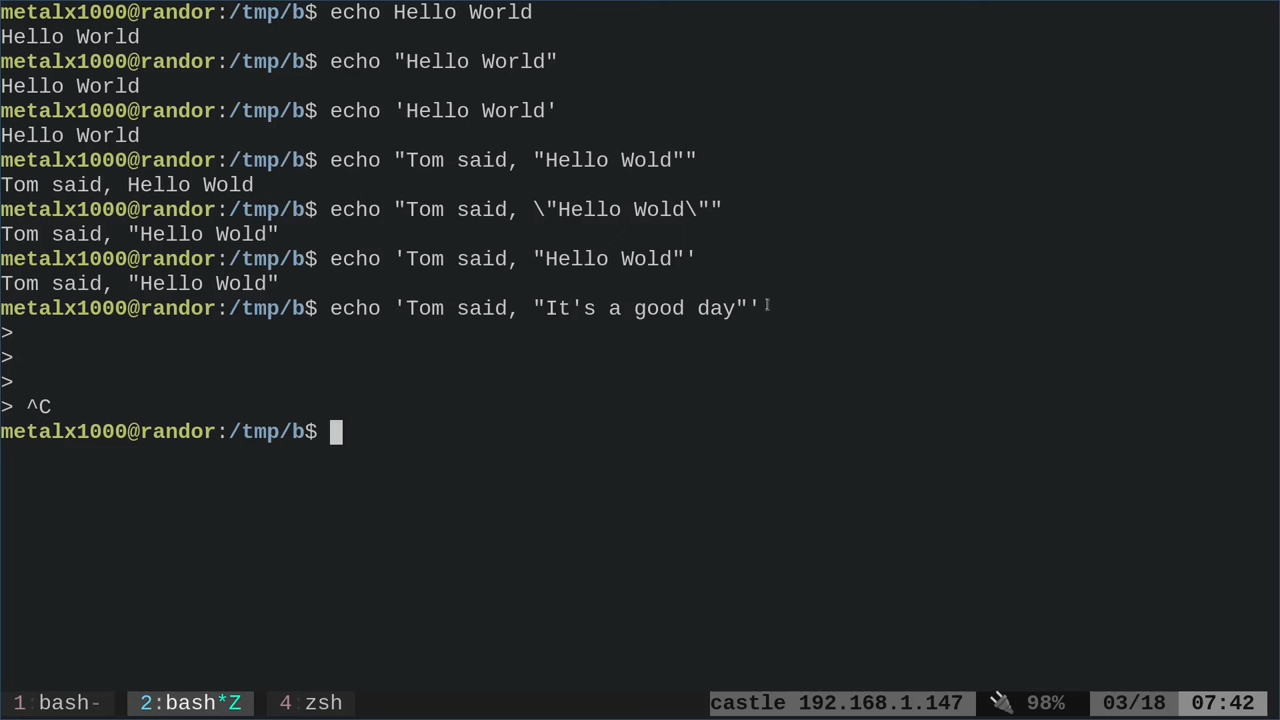 metalx1000@randor:/tmp/b$ echo Hello World
Hello World
metalx1000@randor:/tmp/b$ echo "Hello World"
Hello World
metalx1000@randor:/tmp/b$ echo 'Hello World'
Hello World
metalx1000@randor:/tmp/b$ echo "Tom said, "Hello Wold""
Tom said, Hello Wold
metalx1000@randor:/tmp/b$ echo "Tom said, \"Hello Wold\""
Tom said, "Hello Wold"
metalx1000@randor:/tmp/b$ echo 'Tom said, "Hello Wold"'
Tom said, "Hello Wold"
metalx1000@randor:/tmp/b$ echo 'Tom said, "It's a good day"'
>
>
>
> ^C
metalx1000@randor:/tmp/b$
1:bash- 2:bash*Z 4:zsh castle 192.168.1.147 98% 03/18 07:42